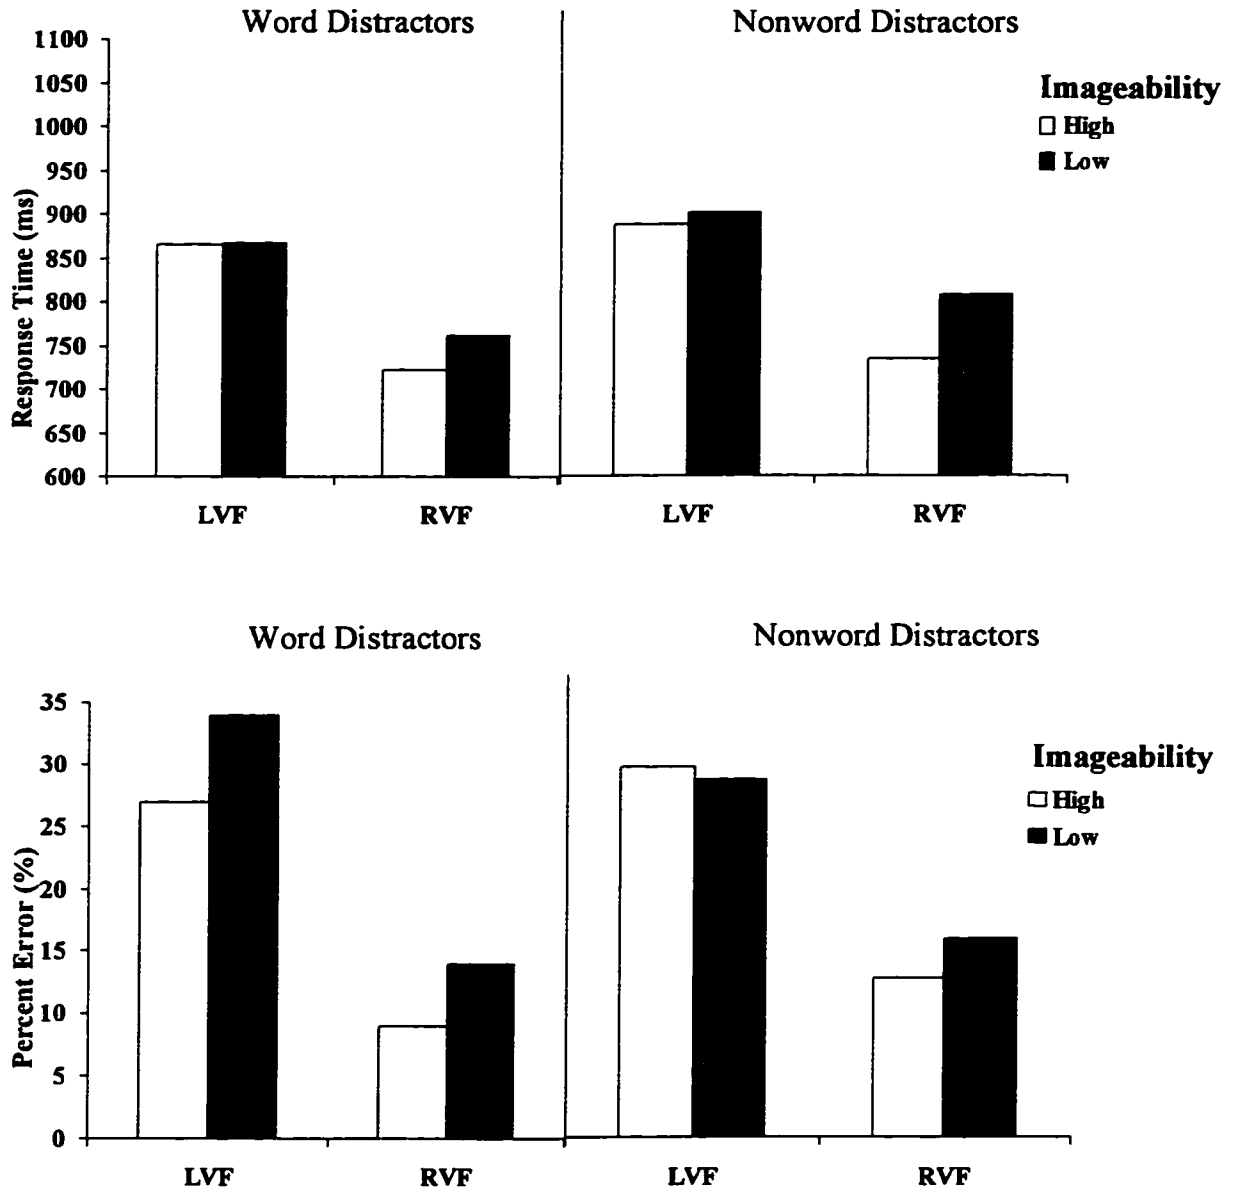 Word Distractors
Nonword Distractors
1100
1050
1000
950
900
850
800
750
700
650
600
Response Time (ms)
Imageability
High
Low
LVF
RVF
LVF
RVF
Word Distractors
Nonword Distractors
35
30
25
20
15
10
5
0
Percent Error (%)
Imageability
High
Low
LVF
RVF
LVF
RVF